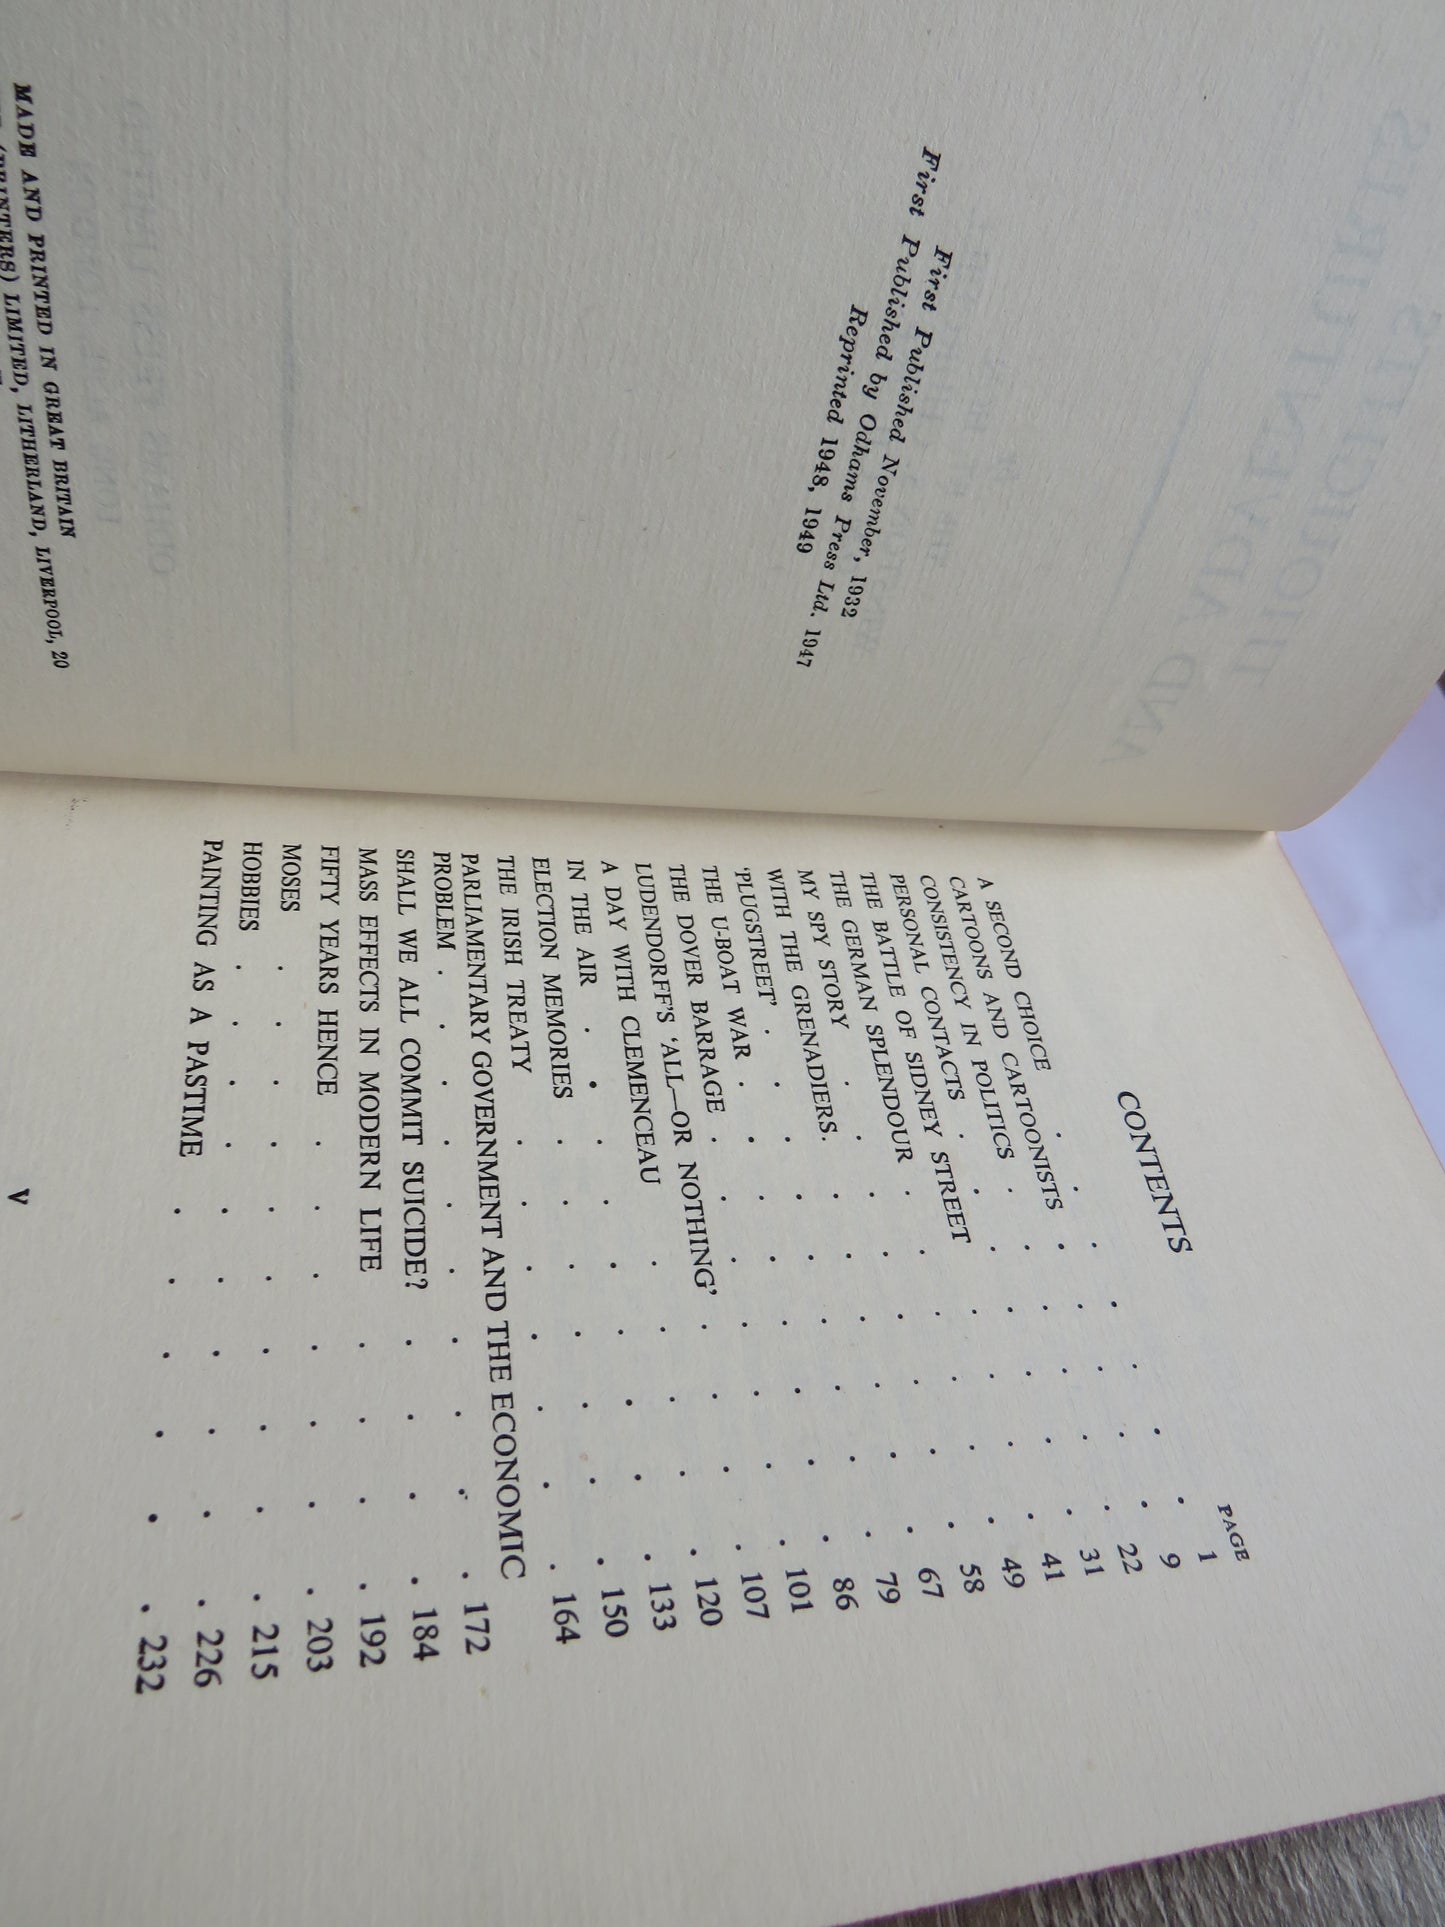 First Published November, 1932
First Published by Odhams Press Ltd. 1947
Reprinted 1948, 1949
MADE AND PRINTED IN GREAT BRITAIN
(PRINTERS) LIMITED, LITHERLAND, LIVERPOOL, 20
CONTENTS
PAGE
A SECOND CHOICE . . . . . . 1
CARTOONS AND CARTOONISTS . . . . . 9
CONSISTENCY IN POLITICS . . . . . . 22
PERSONAL CONTACTS . . . . . . . 31
THE BATTLE OF SIDNEY STREET . . . . . 41
THE GERMAN SPLENDOUR . . . . . . 49
MY SPY STORY . . . . . . . 58
WITH THE GRENADIERS . . . . . . . 67
'PLUGSTREET' . . . . . . . . 79
THE U-BOAT WAR . . . . . . . . 86
THE DOVER BARRAGE . . . . . . . 101
LUDENDORFF'S 'ALL—OR NOTHING' . . . . . 107
A DAY WITH CLEMENCEAU . . . . . . 120
IN THE AIR . . . . . . . . 133
ELECTION MEMORIES . . . . . . . 150
THE IRISH TREATY . . . . . . . 164
PARLIAMENTARY GOVERNMENT AND THE ECONOMIC
PROBLEM . . . . . . . . . 172
SHALL WE ALL COMMIT SUICIDE? . . . . 184
MASS EFFECTS IN MODERN LIFE . . . . 192
FIFTY YEARS HENCE . . . . . . . 203
MOSES . . . . . . . . . 215
HOBBIES . . . . . . . . . 226
PAINTING AS A PASTIME . . . . . . 232
V